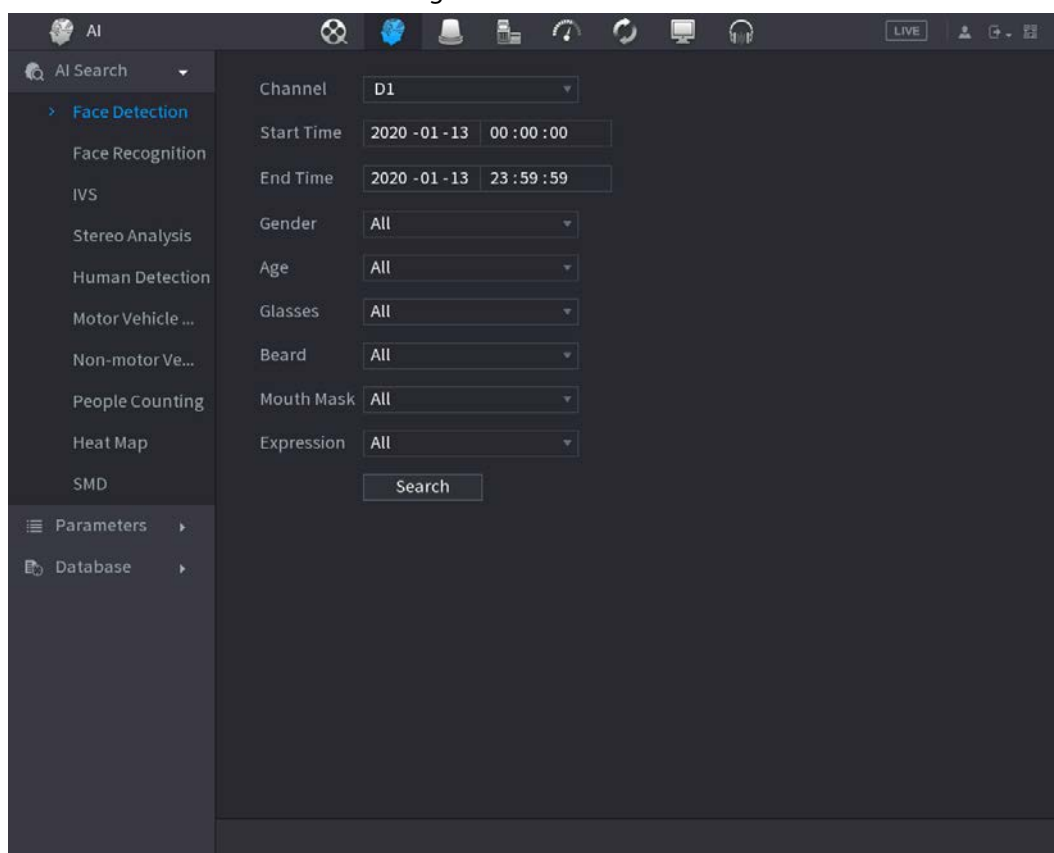 AI
LIVE
AI Search
Face Detection
Face Recognition
IVS
Stereo Analysis
Human Detection
Motor Vehicle ...
Non-motor Ve...
People Counting
Heat Map
SMD
Parameters
Database
Channel D1
Start Time 2020 -01 -13 00 :00 :00
End Time 2020 -01 -13 23 :59 :59
Gender All
Age All
Glasses All
Beard All
Mouth Mask All
Expression All
Search